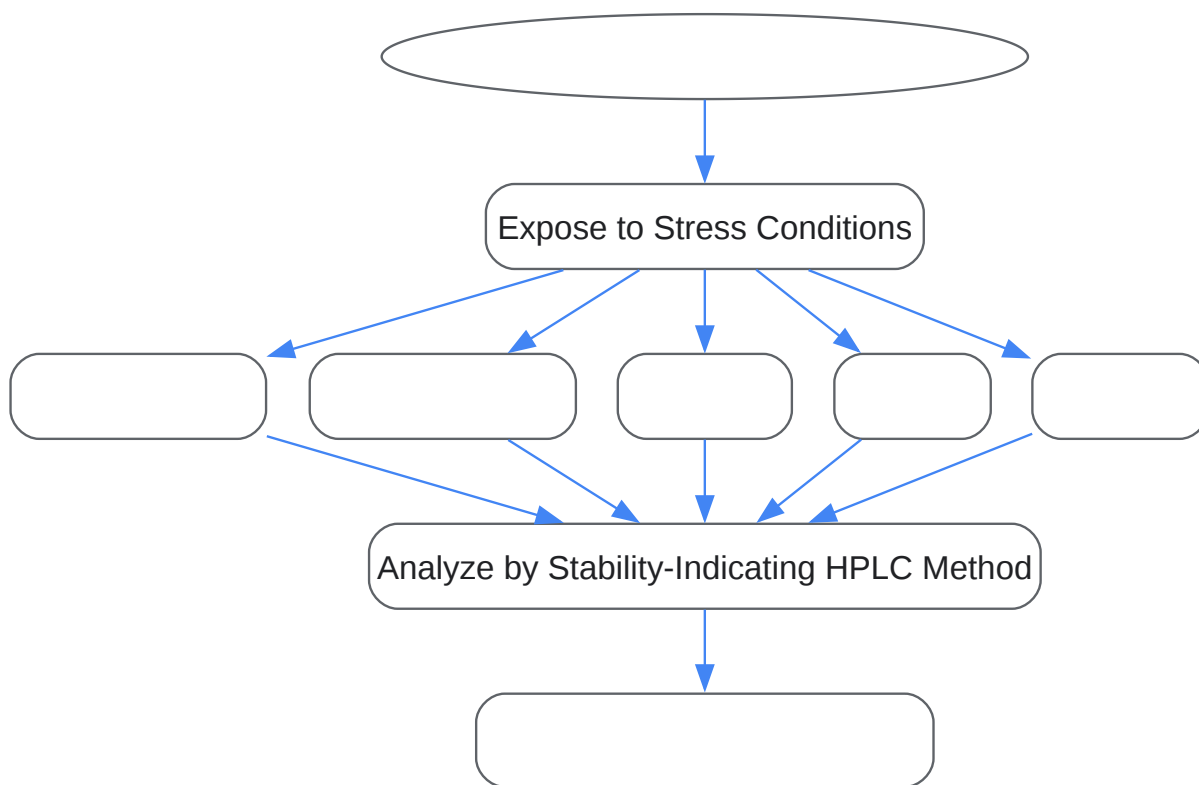 Expose to Stress Conditions
Analyze by Stability-Indicating HPLC Method